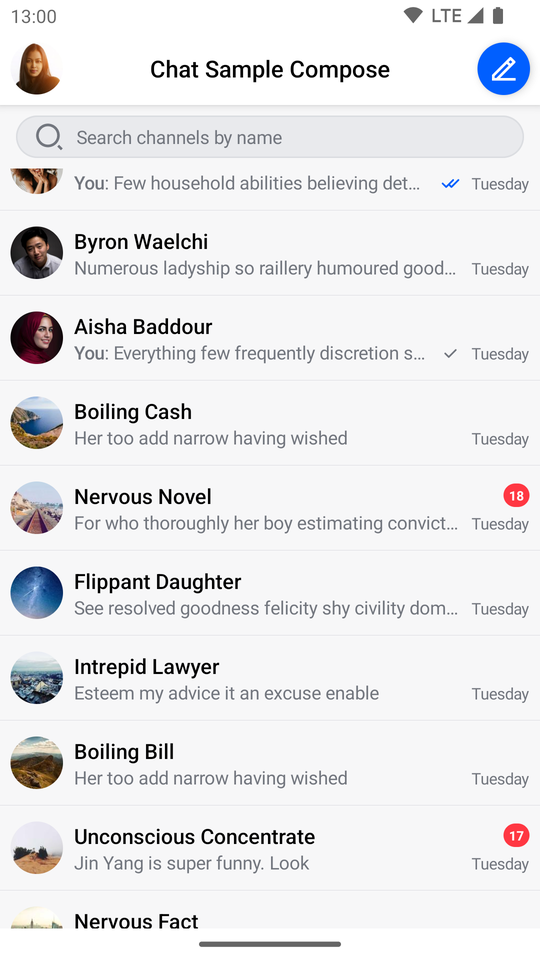 13:00 LTE
Chat Sample Compose
Search channels by name
You: Few household abilities believing det... Tuesday
Byron Waelchi
Numerous ladyship so raillery humoured good... Tuesday
Aisha Baddour
You: Everything few frequently discretion s... Tuesday
Boiling Cash
Her too add narrow having wished Tuesday
Nervous Novel 18
For who thoroughly her boy estimating convict... Tuesday
Flippant Daughter
See resolved goodness felicity shy civility dom... Tuesday
Intrepid Lawyer
Esteem my advice it an excuse enable Tuesday
Boiling Bill
Her too add narrow having wished Tuesday
Unconscious Concentrate 17
Jin Yang is super funny. Look Tuesday
Nervous Fact